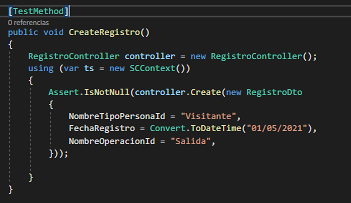 [TestMethod]
0 referencias
public void CreateRegistro()
{
RegistroController controller = new RegistroController();
using (var ts = new SCContext())
{
Assert.IsNotNull(controller.Create(new RegistroDto
{
NombreTipoPersonaId = "Visitante",
FechaRegistro = Convert.ToDateTime("01/05/2021"),
NombreOperacionId = "Salida",
}));
}
}